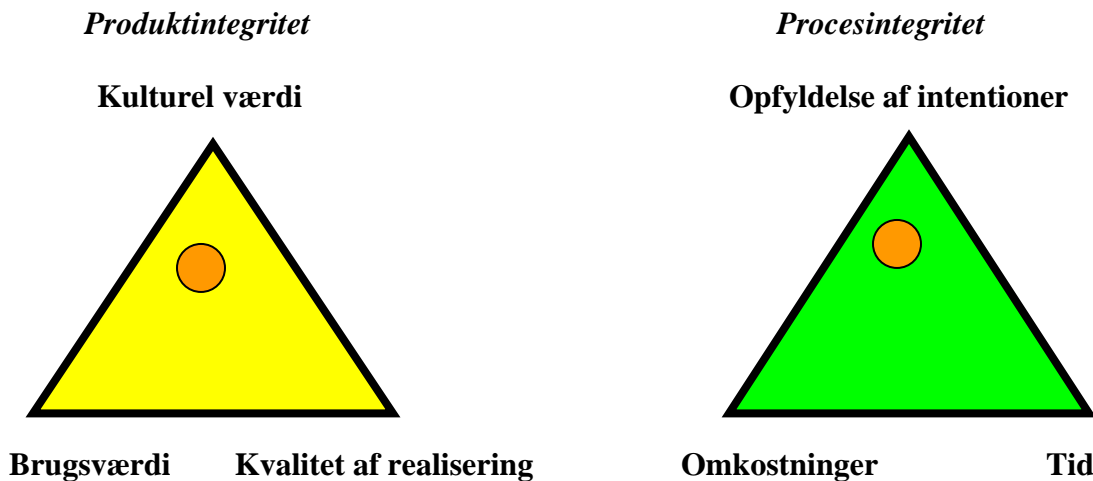 Produktintegritet
Procesintegritet
Kulturel værdi
Opfyldelse af intentioner
Brugsværdi
Kvalitet af realisering
Omkostninger
Tid